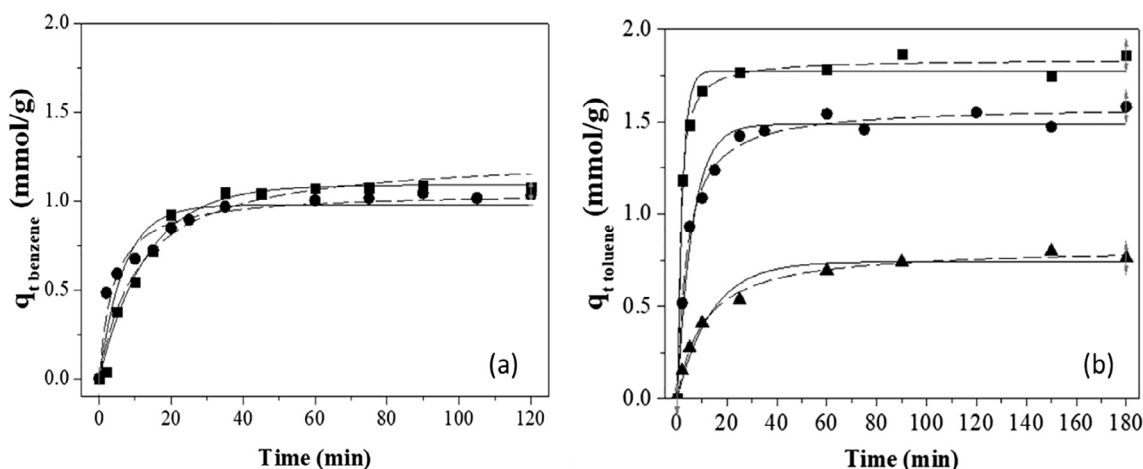 2.0
1.5
1.0
0.5
0.0
q_t benzene (mmol/g)
0 20 40 60 80 100 120
Time (min)
(a)
2.0
1.5
1.0
0.5
0.0
q_t toluene (mmol/g)
0 20 40 60 80 100 120 140 160 180
Time (min)
(b)